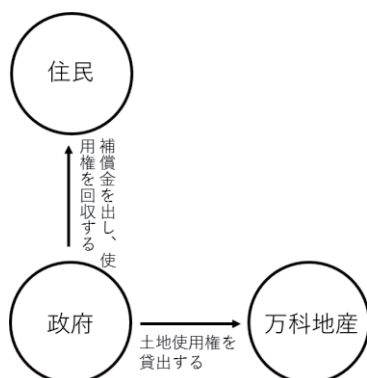 住民
補償金を出し、使
用権を回収する
政府
万科地産
土地使用権を
貸出する